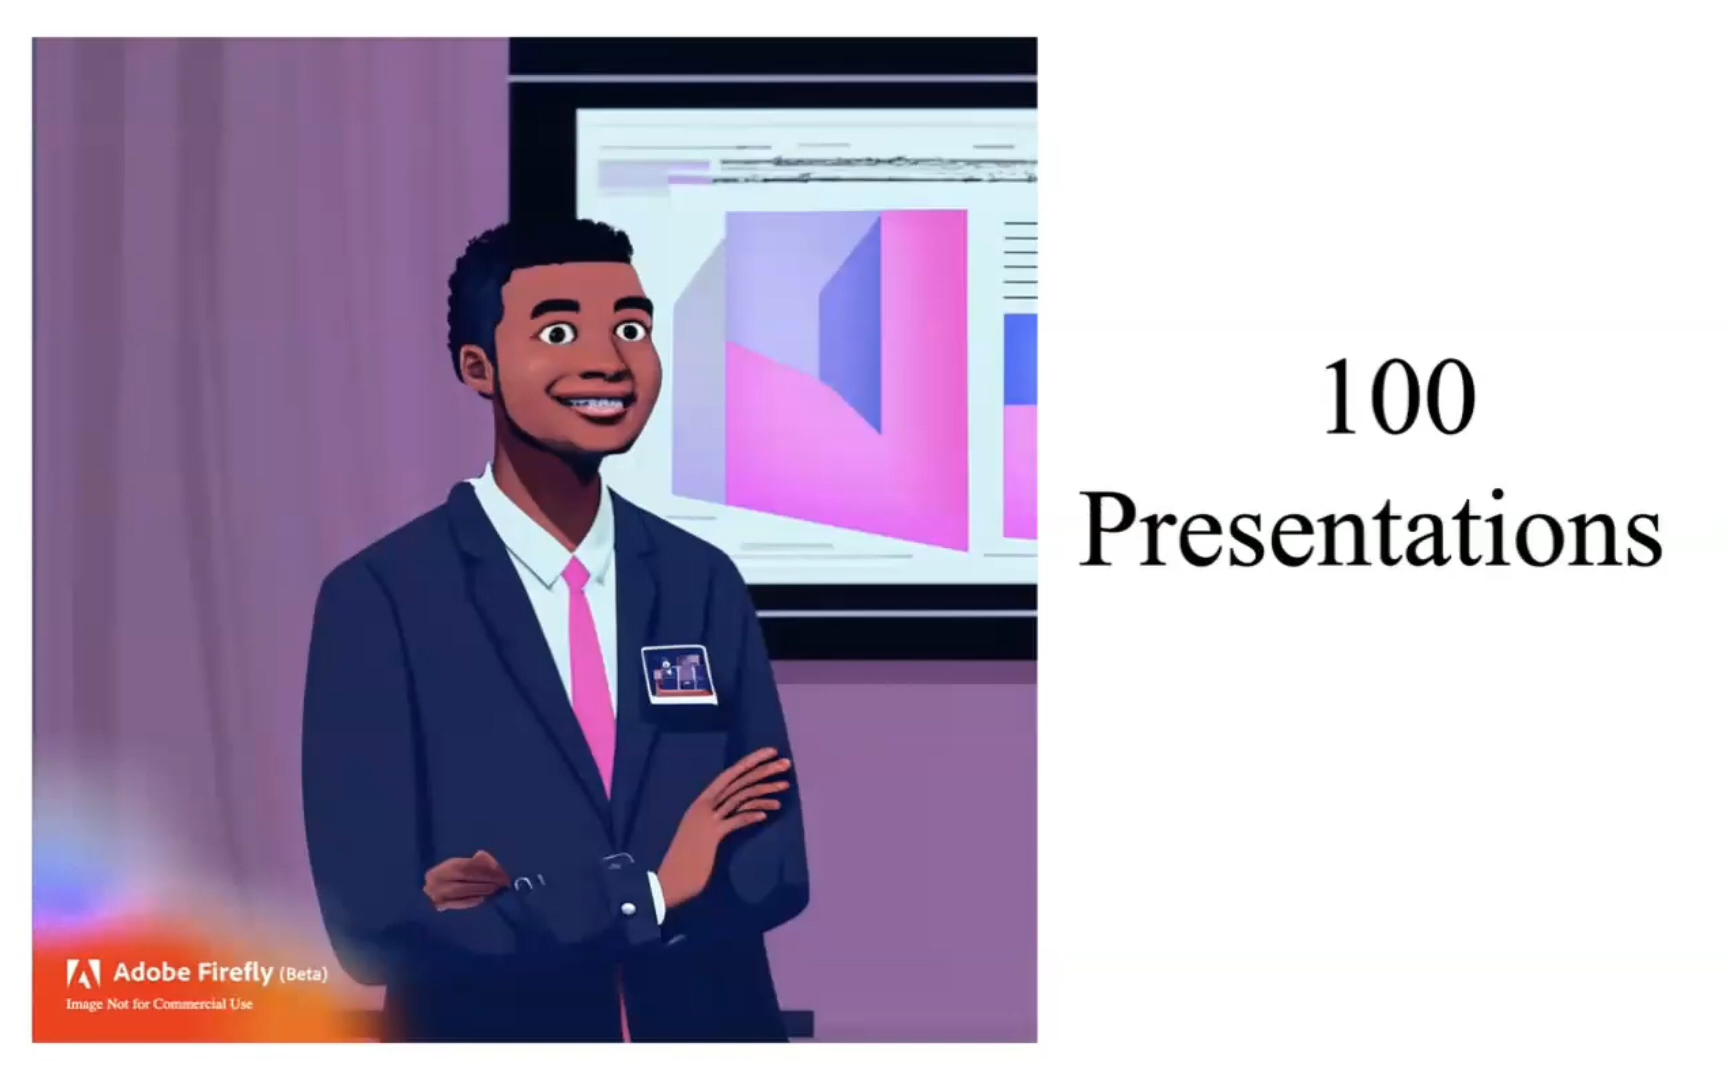 100
Presentations
Adobe Firefly (Beta)
Image Not for Commercial Use